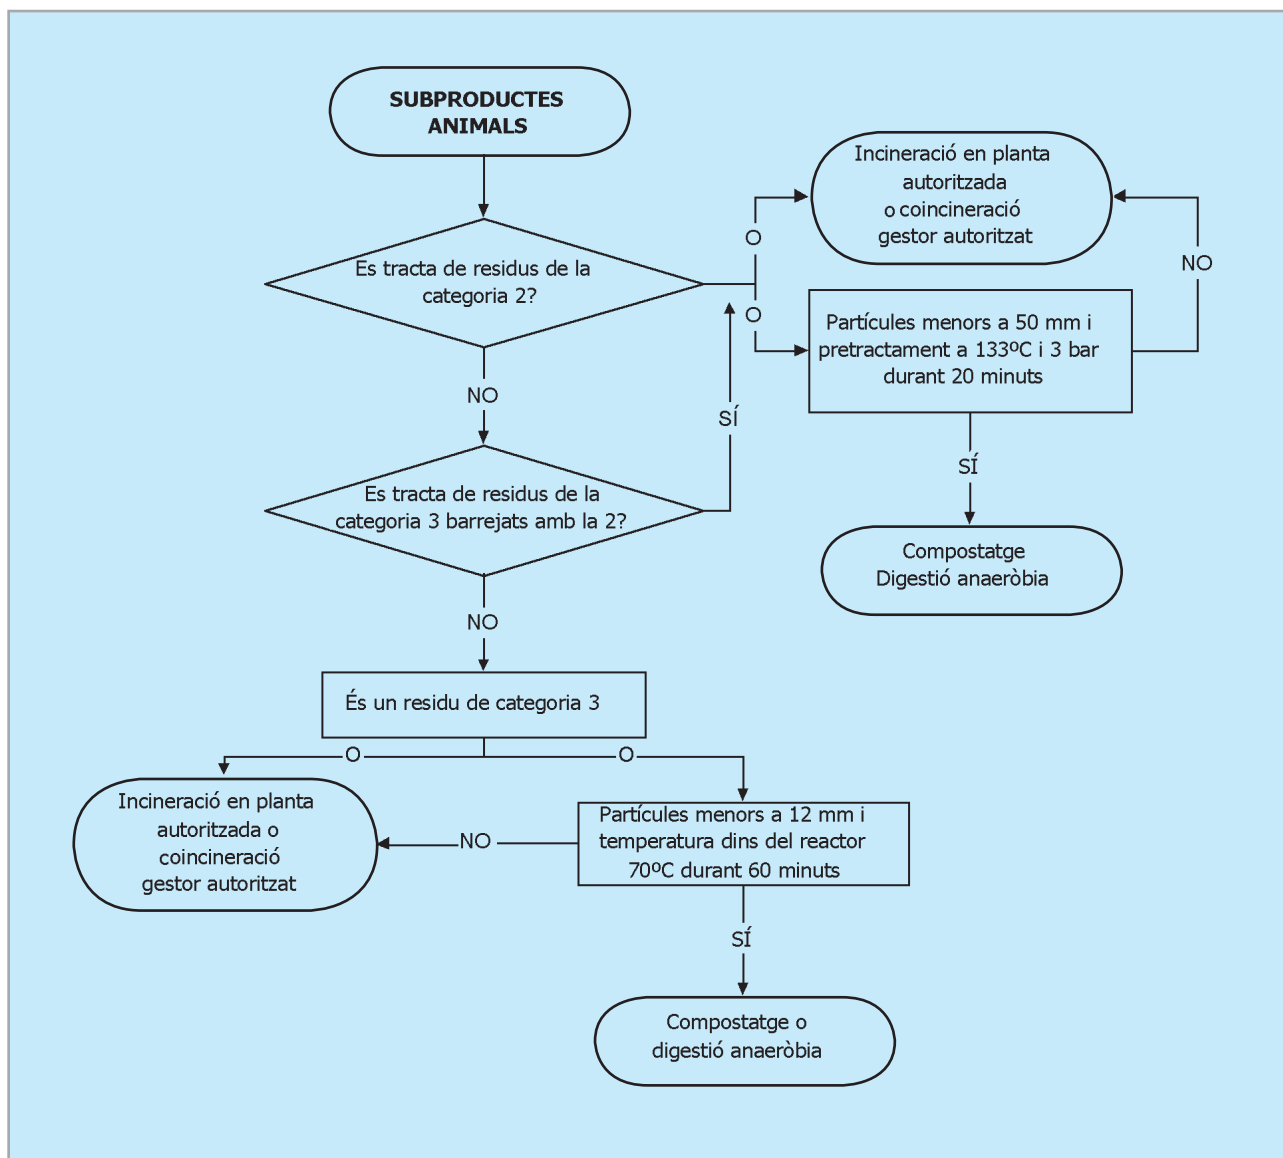 SUBPRODUCTES
ANIMALS
Incineració en planta
autoritzada
o coincineració
gestor autoritzat
O
NO
Es tracta de residus de la
categoria 2?
O
Partícules menors a 50 mm i
pretractament a 133ºC i 3 bar
durant 20 minuts
NO
SÍ
SÍ
Es tracta de residus de la
categoria 3 barrejats amb la 2?
Compostatge
Digestió anaeròbia
NO
És un residu de categoria 3
O
O
Incineració en planta
autoritzada o
coincineració
gestor autoritzat
NO
Partícules menors a 12 mm i
temperatura dins del reactor
70ºC durant 60 minuts
SÍ
Compostatge o
digestió anaeròbia